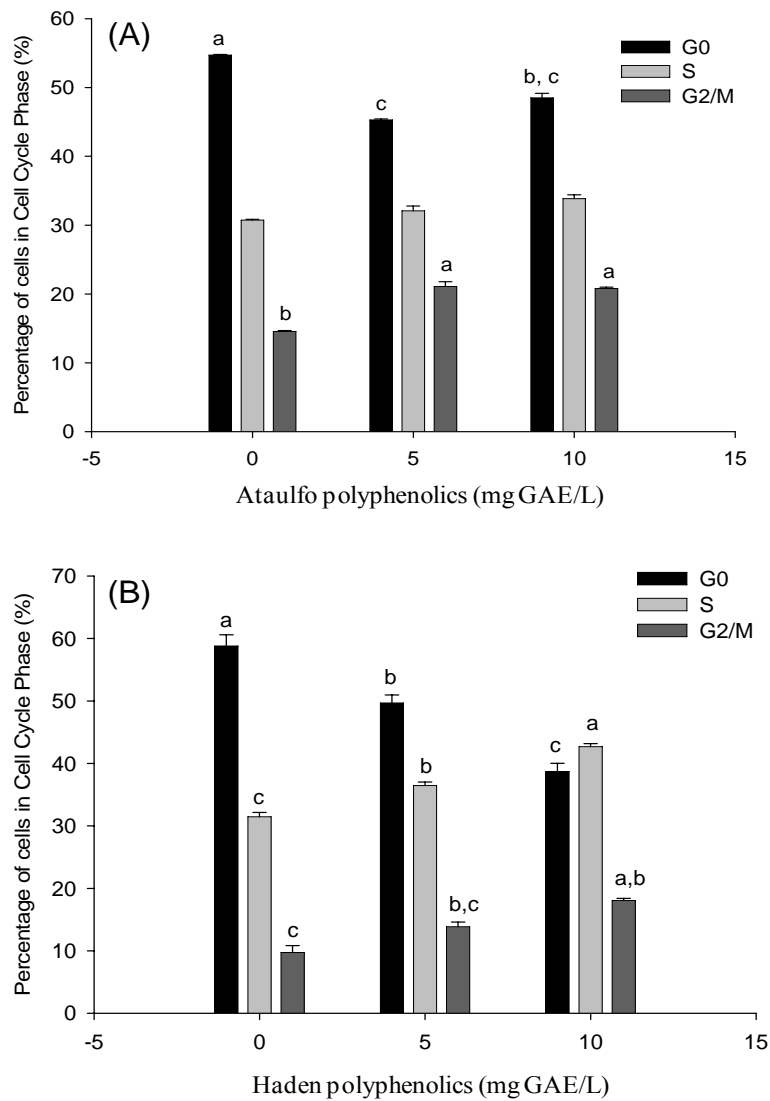 (A)
G0
S
G2/M
Percentage of cells in Cell Cycle Phase (%)
60
50
40
30
20
10
0
a
b
c
a
b, c
a
-5
0
5
10
15
Ataulfo polyphenolics (mg GAE/L)
(B)
G0
S
G2/M
Percentage of cells in Cell Cycle Phase (%)
70
60
50
40
30
20
10
0
a
c
c
b
b
b,c
c
a
a,b
-5
0
5
10
15
Haden polyphenolics (mg GAE/L)